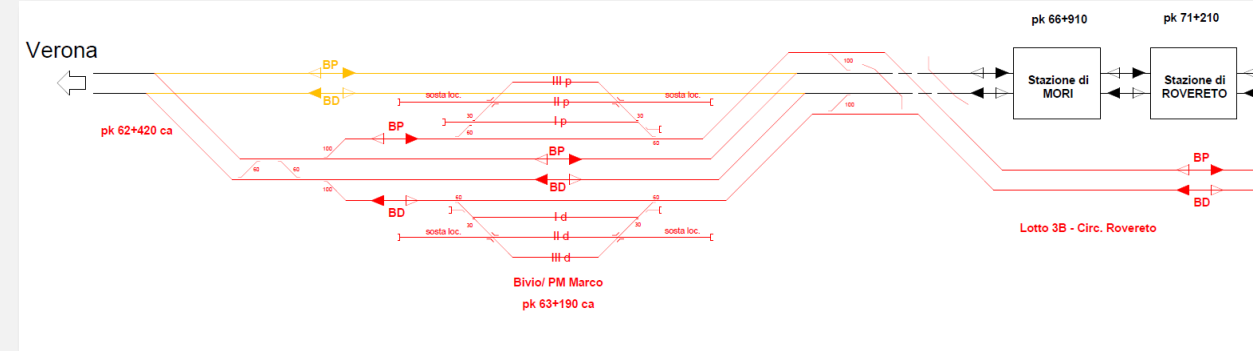 pk 66+910
pk 71+210
Verona
BP
BD
pk 62+420 ca
Stazione di
MORI
Stazione di
ROVERETO
100
100
III p
sosta loc.
II p
sosta loc.
30
I p
30
BP
60
60
100
BP
60
60
BD
100
BD
60
60
I d
30
30
sosta loc.
II d
sosta loc.
III d
BP
BD
Lotto 3B - Circ. Rovereto
Bivio/ PM Marco
pk 63+190 ca